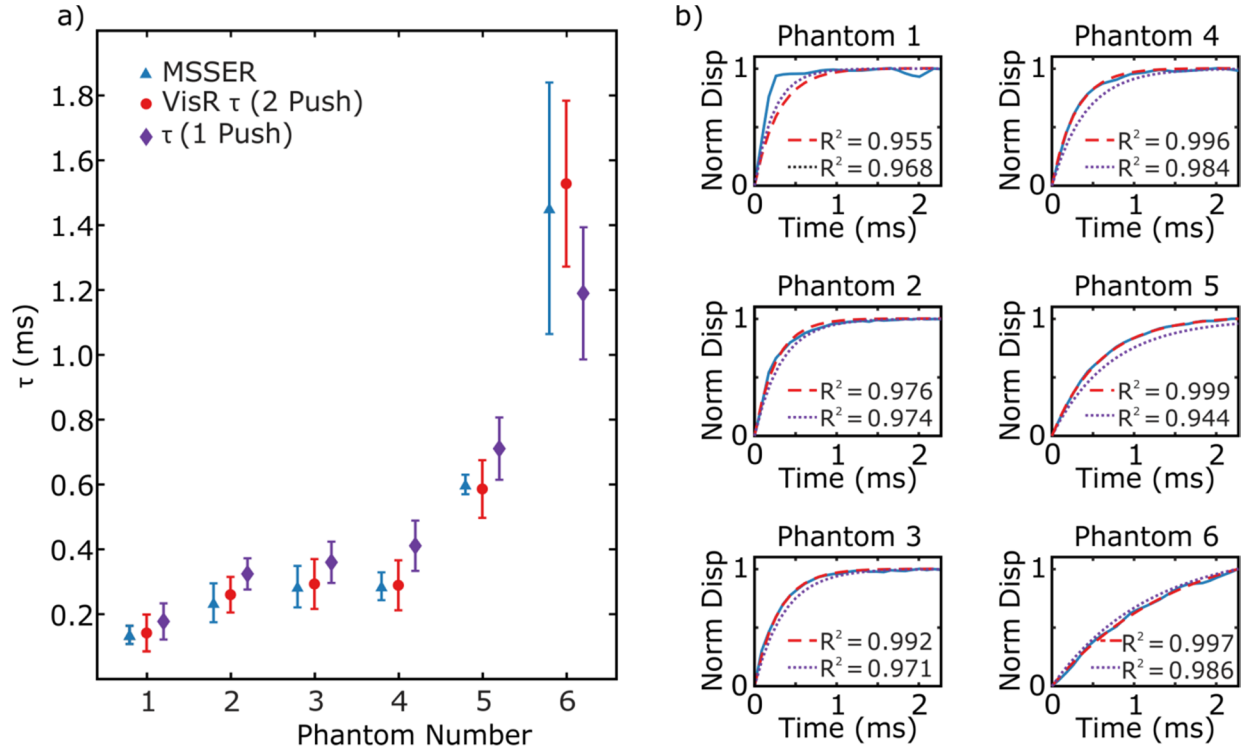 a)
MSSER
VisR τ (2 Push)
τ (1 Push)
1.8
1.6
1.4
1.2
1.0
0.8
0.6
0.4
0.2
τ (ms)
1 2 3 4 5 6
Phantom Number
b)
Phantom 1
Norm Disp
1
0
R² = 0.955
R² = 0.968
0 1 2
Time (ms)
Phantom 4
Norm Disp
1
0
R² = 0.996
R² = 0.984
0 1 2
Time (ms)
Phantom 2
Norm Disp
1
0
R² = 0.976
R² = 0.974
0 1 2
Time (ms)
Phantom 5
Norm Disp
1
0
R² = 0.999
R² = 0.944
0 1 2
Time (ms)
Phantom 3
Norm Disp
1
0
R² = 0.992
R² = 0.971
0 1 2
Time (ms)
Phantom 6
Norm Disp
1
0
R² = 0.997
R² = 0.986
0 1 2
Time (ms)